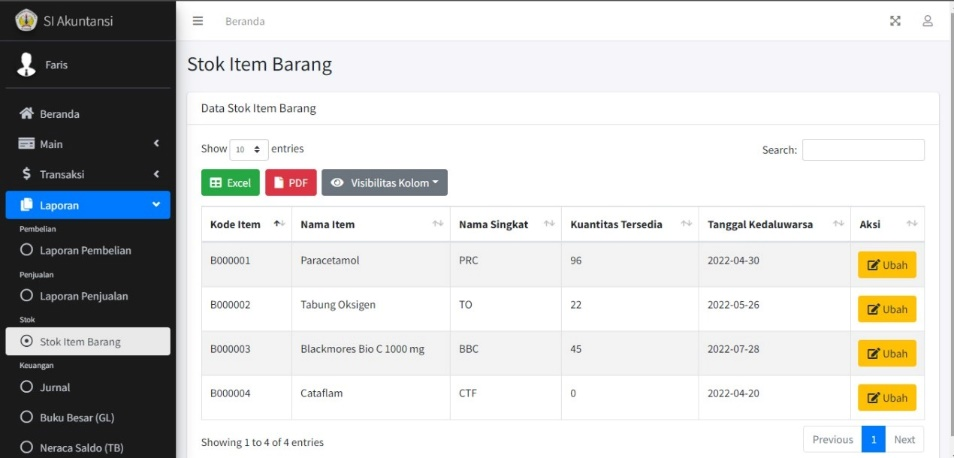 SI Akuntansi
Faris
Beranda
Main
Transaksi
Laporan
Pembelian
Laporan Pembelian
Penjualan
Laporan Penjualan
Stok
Stok Item Barang
Keuangan
Jurnal
Buku Besar (GL)
Neraca Saldo (TB)
Beranda
Stok Item Barang
Data Stok Item Barang
Show 10 entries Search:
Excel PDF Visibilitas Kolom
Kode Item Nama Item Nama Singkat Kuantitas Tersedia Tanggal Kedaluwarsa Aksi
B000001 Paracetamol PRC 96 2022-04-30 Ubah
B000002 Tabung Oksigen TO 22 2022-05-26 Ubah
B000003 Blackmores Bio C 1000 mg BBC 45 2022-07-28 Ubah
B000004 Cataflam CTF 0 2022-04-20 Ubah
Showing 1 to 4 of 4 entries Previous 1 Next